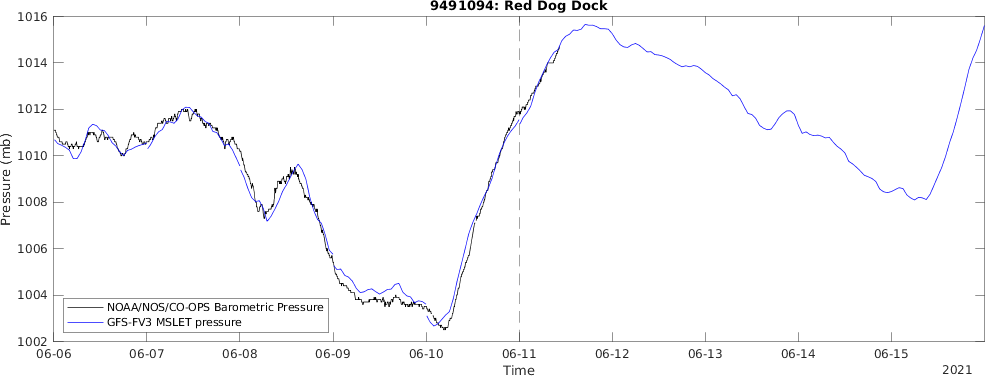 9491094: Red Dog Dock
1016
1014
1012
1010
1008
1006
1004
1002
Pressure (mb)
NOAA/NOS/CO-OPS Barometric Pressure
GFS-FV3 MSLET pressure
06-06 06-07 06-08 06-09 06-10 06-11 06-12 06-13 06-14 06-15
Time
2021